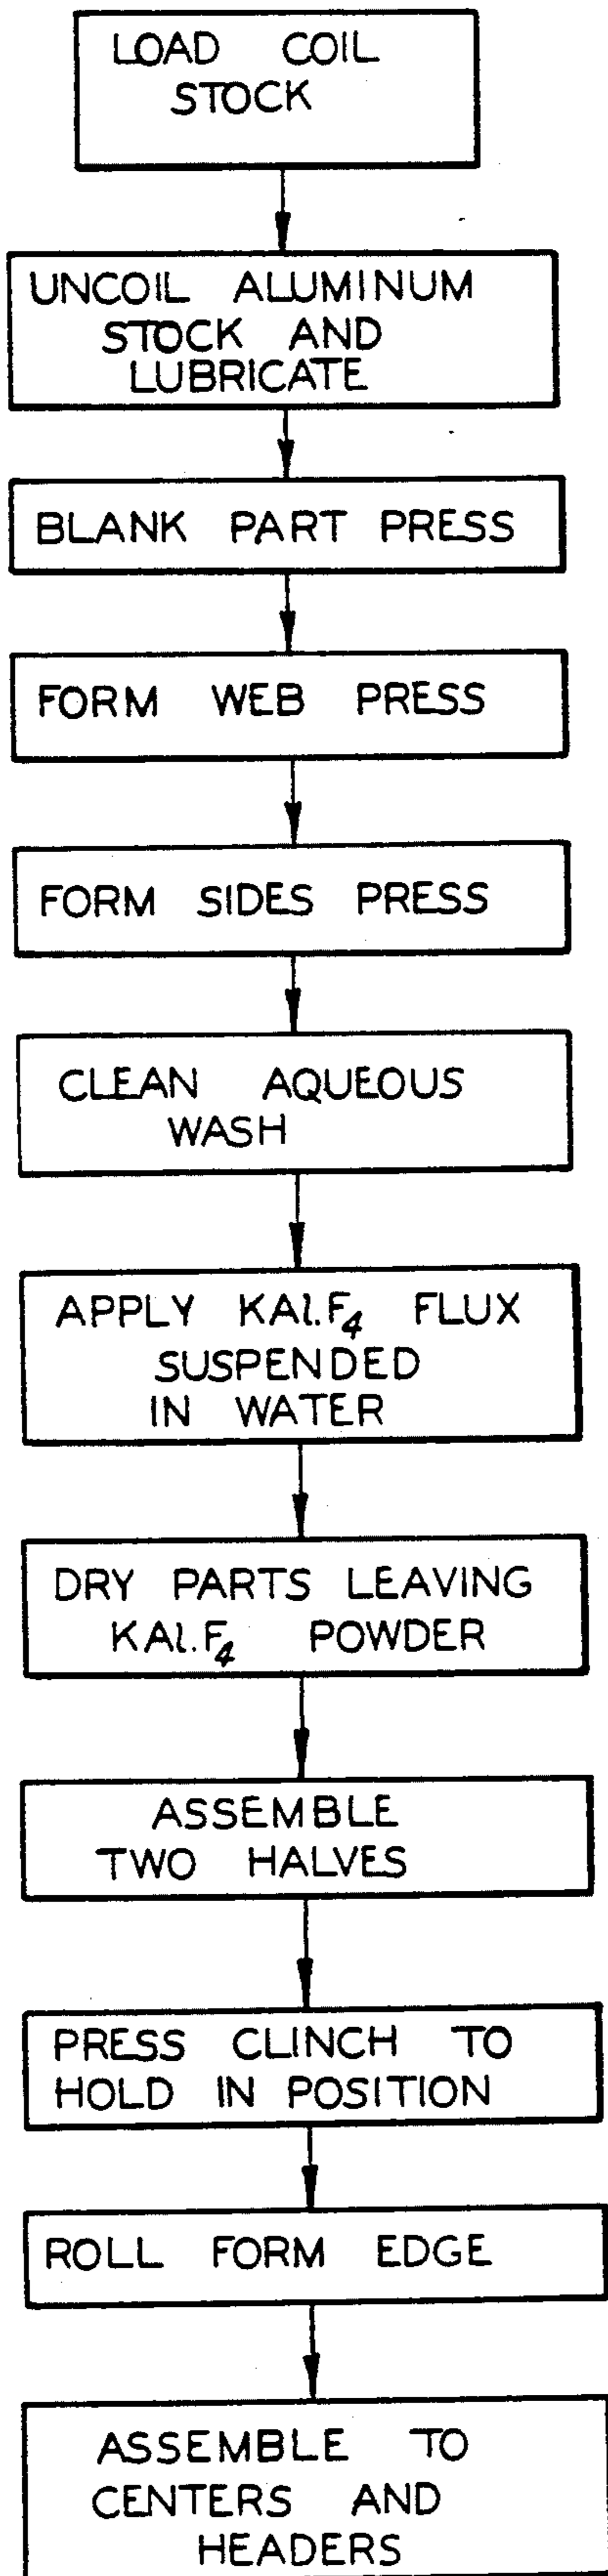 LOAD COIL
STOCK
UNCOIL ALUMINUM
STOCK AND
LUBRICATE
BLANK PART PRESS
FORM WEB PRESS
FORM SIDES PRESS
CLEAN AQUEOUS
WASH
APPLY KAl.F₄ FLUX
SUSPENDED
IN WATER
DRY PARTS LEAVING
KAl.F₄ POWDER
ASSEMBLE
TWO HALVES
PRESS CLINCH TO
HOLD IN POSITION
ROLL FORM EDGE
ASSEMBLE TO
CENTERS AND
HEADERS